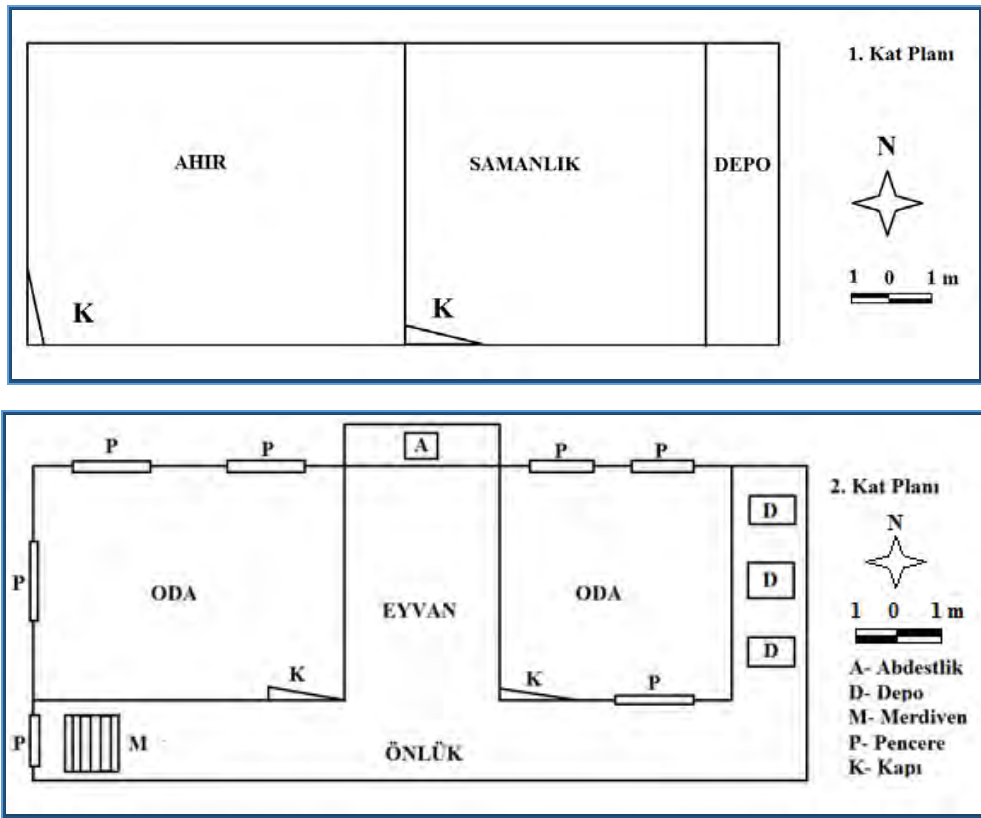 1. Kat Planı
AHIR
SAMANLIK
DEPO
N
1 0 1 m
K
K
P
P
A
P
P
2. Kat Planı
D
N
P
ODA
EYVAN
ODA
D
1 0 1 m
D
K
K
P
A- Abdestlik
D- Depo
M- Merdiven
P- Pencere
K- Kapı
P
M
ÖNLÜK